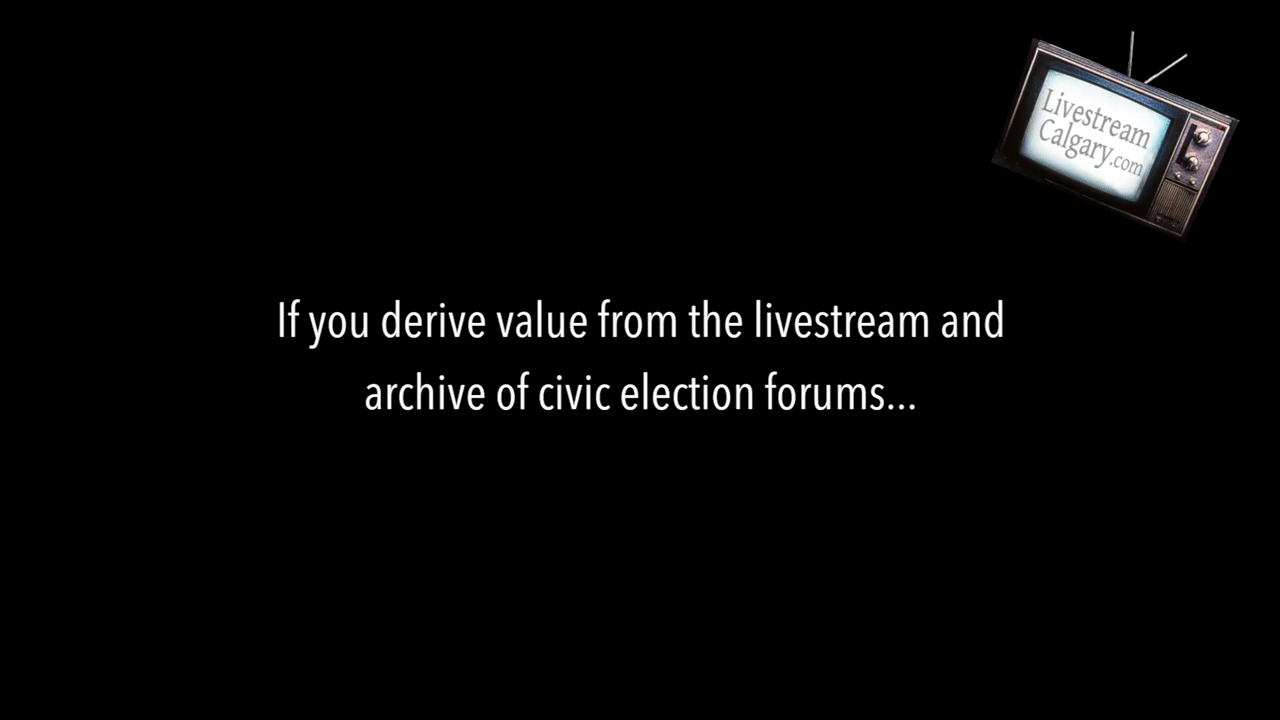 Livestream
Calgary.com
If you derive value from the livestream and
archive of civic election forums...